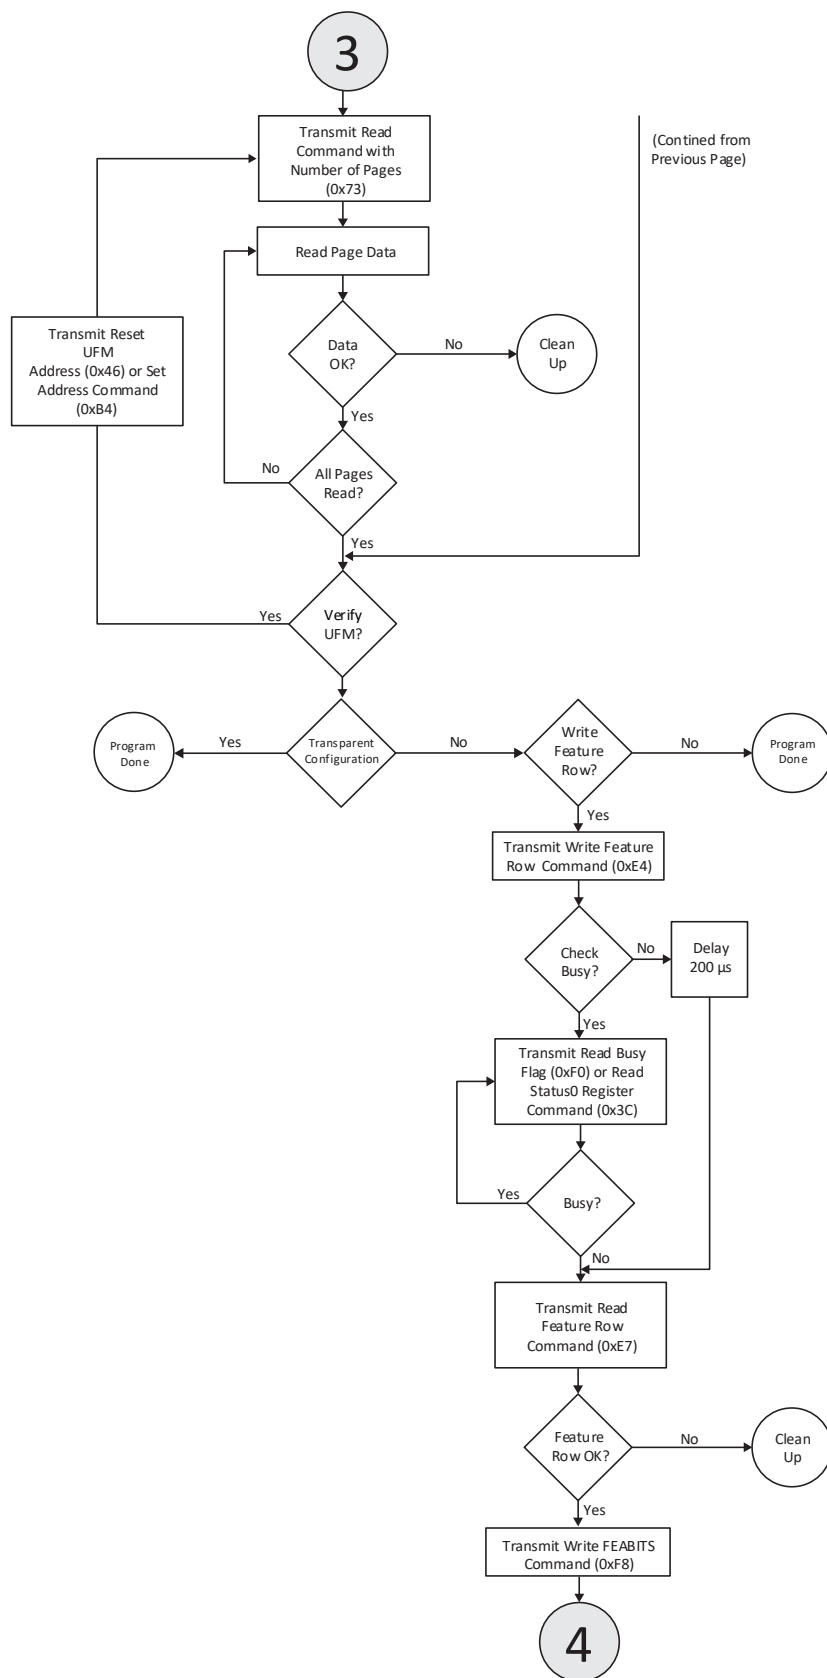 3
Transmit Read
Command with
Number of Pages
(0x73)
(Contined from
Previous Page)
Read Page Data
Transmit Reset
UFM
Address (0x46) or Set
Address Command
(0xB4)
Data
OK?
No
Clean
Up
Yes
No
All Pages
Read?
Yes
Yes
Verify
UFM?
Program
Done
Yes
Transparent
Configuration
No
Write
Feature
Row?
No
Program
Done
Yes
Transmit Write Feature
Row Command (0xE4)
Check
Busy?
No
Delay
200 µs
Yes
Transmit Read Busy
Flag (0xF0) or Read
Status0 Register
Command (0x3C)
Yes
Busy?
No
Transmit Read
Feature Row
Command (0xE7)
Feature
Row OK?
No
Clean
Up
Yes
Transmit Write FEABITS
Command (0xF8)
4